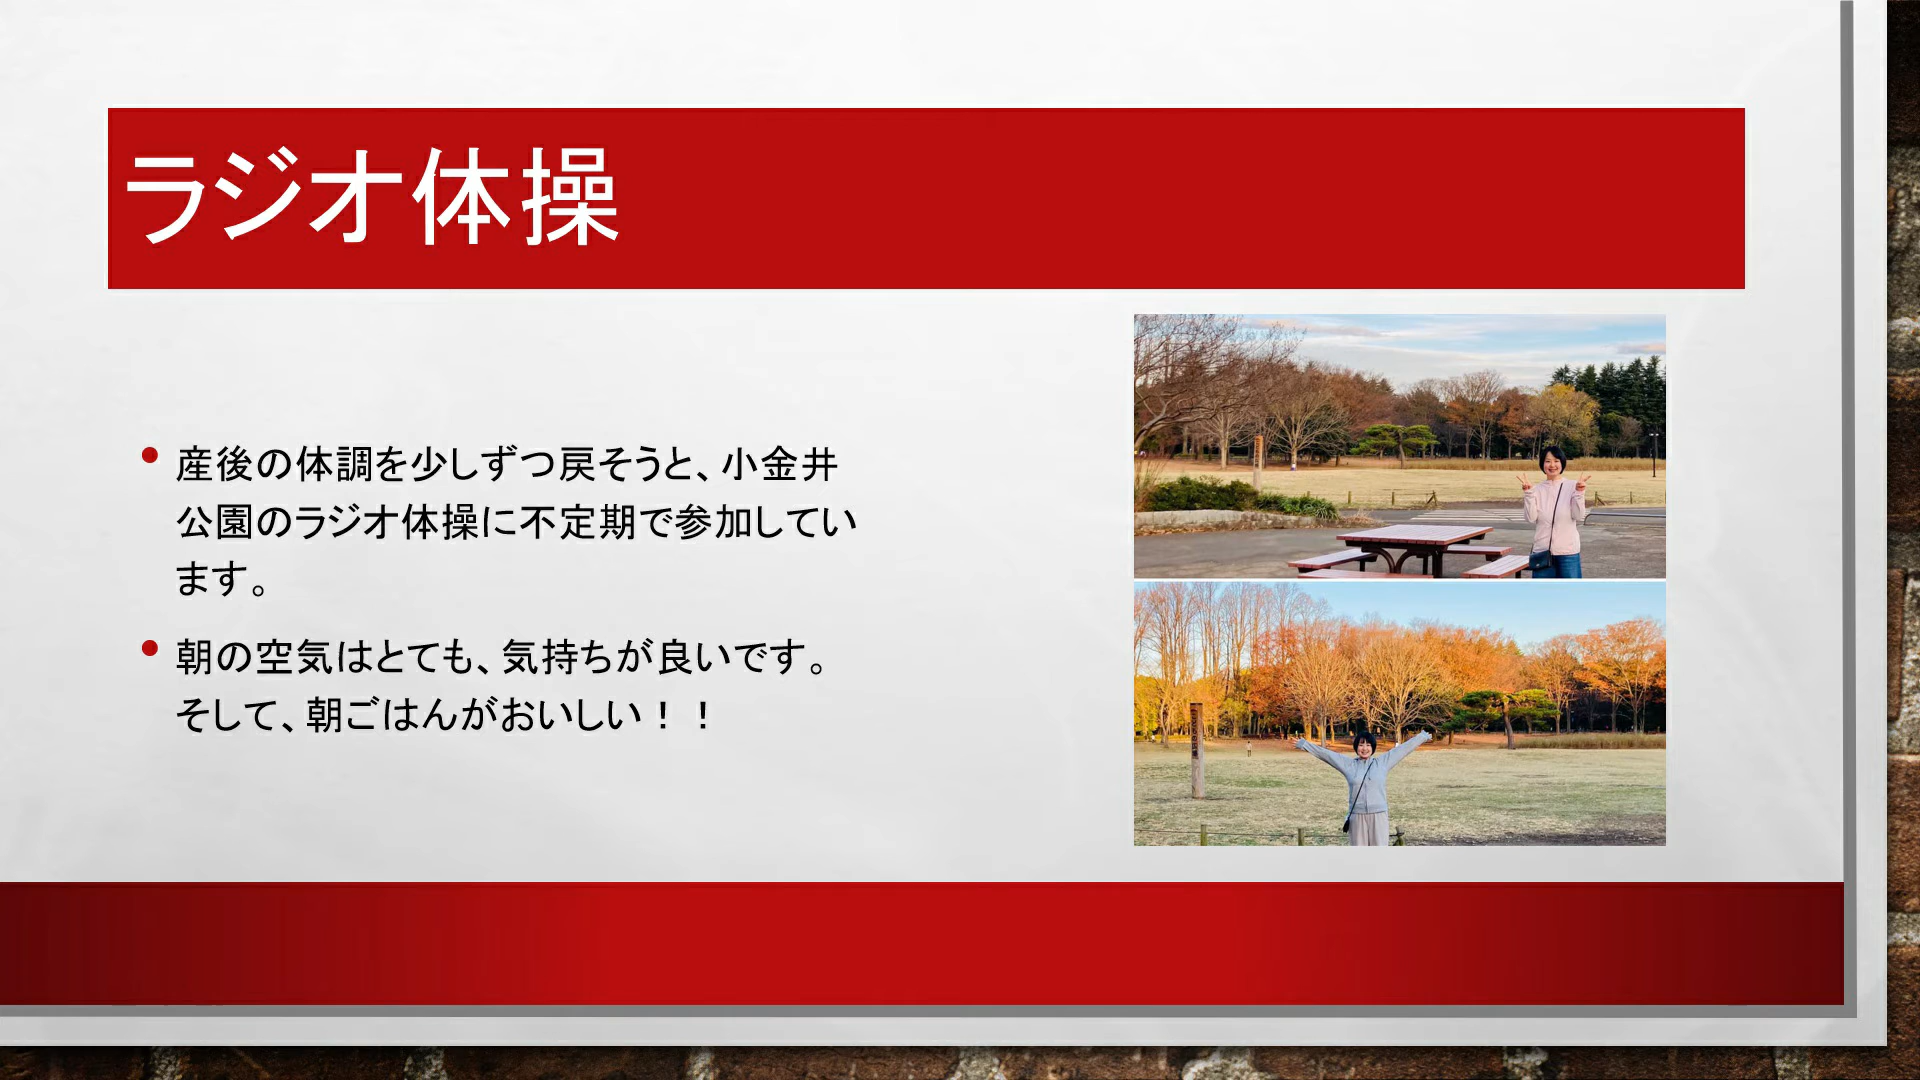 ラジオ体操
産後の体調を少しずつ戻そうと、小金井
公園のラジオ体操に不定期で参加してい
ます。
朝の空気はとても、気持ちが良いです。
そして、朝ごはんがおいしい！！